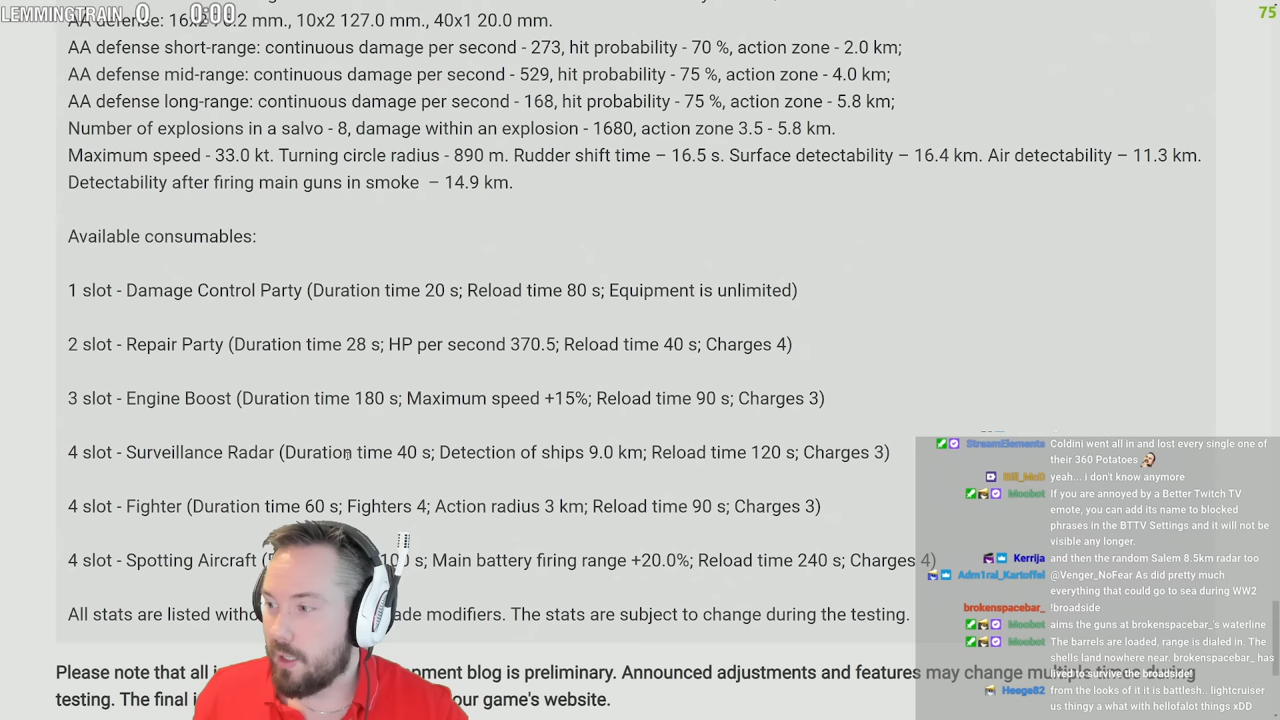 LEMMINGTRAIN 0 0:00 75
AA defense: 16x2 76.2 mm., 10x2 127.0 mm., 40x1 20.0 mm.
AA defense short-range: continuous damage per second - 273, hit probability - 70 %, action zone - 2.0 km;
AA defense mid-range: continuous damage per second - 529, hit probability - 75 %, action zone - 4.0 km;
AA defense long-range: continuous damage per second - 168, hit probability - 75 %, action zone - 5.8 km;
Number of explosions in a salvo - 8, damage within an explosion - 1680, action zone 3.5 - 5.8 km.
Maximum speed - 33.0 kt. Turning circle radius - 890 m. Rudder shift time – 16.5 s. Surface detectability – 16.4 km. Air detectability – 11.3 km.
Detectability after firing main guns in smoke – 14.9 km.
Available consumables:
1 slot - Damage Control Party (Duration time 20 s; Reload time 80 s; Equipment is unlimited)
2 slot - Repair Party (Duration time 28 s; HP per second 370.5; Reload time 40 s; Charges 4)
3 slot - Engine Boost (Duration time 180 s; Maximum speed +15%; Reload time 90 s; Charges 3)
4 slot - Surveillance Radar (Duration time 40 s; Detection of ships 9.0 km; Reload time 120 s; Charges 3)
4 slot - Fighter (Duration time 60 s; Fighters 4; Action radius 3 km; Reload time 90 s; Charges 3)
4 slot - Spotting Aircraft ( s; Main battery firing range +20.0%; Reload time 240 s; Charges 4)
All stats are listed witho ade modifiers. The stats are subject to change during the testing.
Please note that all i opment blog is preliminary. Announced adjustments and features may change multiple times during
testing. The final i our game's website.
StreamElements Coldini went all in and lost every single one of
their 360 Potatoes
yeah... i don't know anymore
Moobot If you are annoyed by a Better Twitch TV
emote, you can add its name to blocked
phrases in the BTTV Settings and it will not be
visible any longer.
Kerrija and then the random Salem 8.5km radar too
Adm1ral_Kartoffel @Venger_NoFear As did pretty much
everything that could go to sea during WW2
brokenspacebar_ !broadside
Moobot aims the guns at brokenspacebar_'s waterline
Moobot The barrels are loaded, range is dialed in. The
shells land nowhere near. brokenspacebar_ has
lived to survive the broadside!
Heege82 from the looks of it it is battlesh.. lightcruiser
us thingy a what with hellofalot things xDD